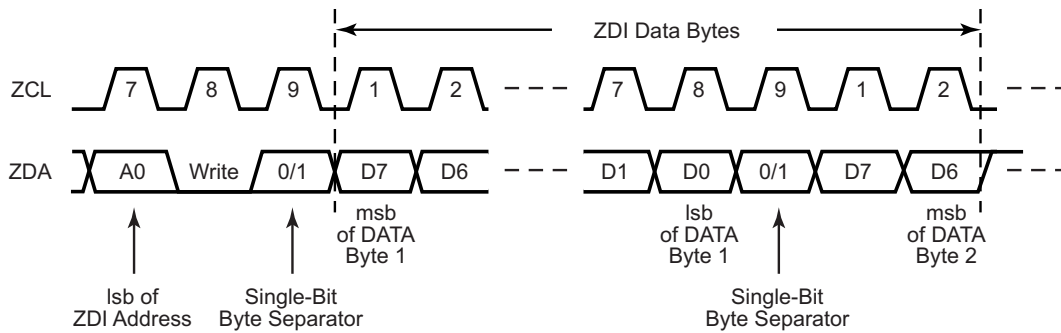 ZDI Data Bytes
ZCL 7 8 9 1 2 7 8 9 1 2
ZDA A0 Write 0/1 D7 D6 D1 D0 0/1 D7 D6
msb
of DATA
Byte 1
lsb
of DATA
Byte 1
msb
of DATA
Byte 2
lsb of
ZDI Address
Single-Bit
Byte Separator
Single-Bit
Byte Separator